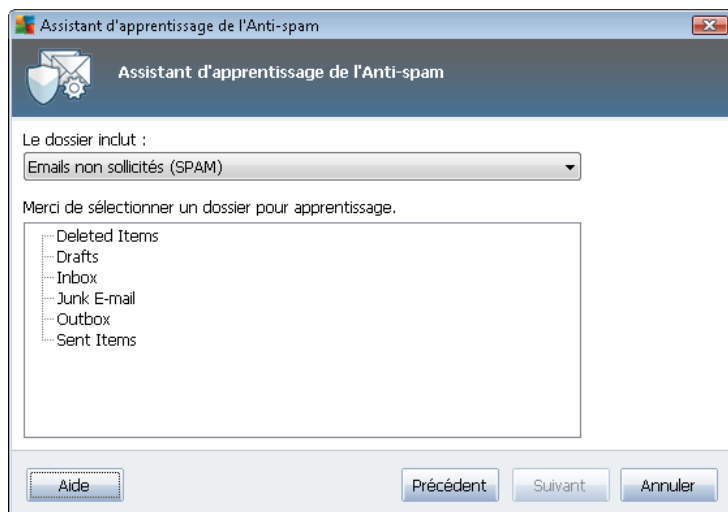 Assistant d'apprentissage de l'Anti-spam
Assistant d'apprentissage de l'Anti-spam
Le dossier inclut :
Emails non sollicités (SPAM)
Merci de sélectionner un dossier pour apprentissage.
Deleted Items
Drafts
Inbox
Junk E-mail
Outbox
Sent Items
Aide
Précédent
Suivant
Annuler